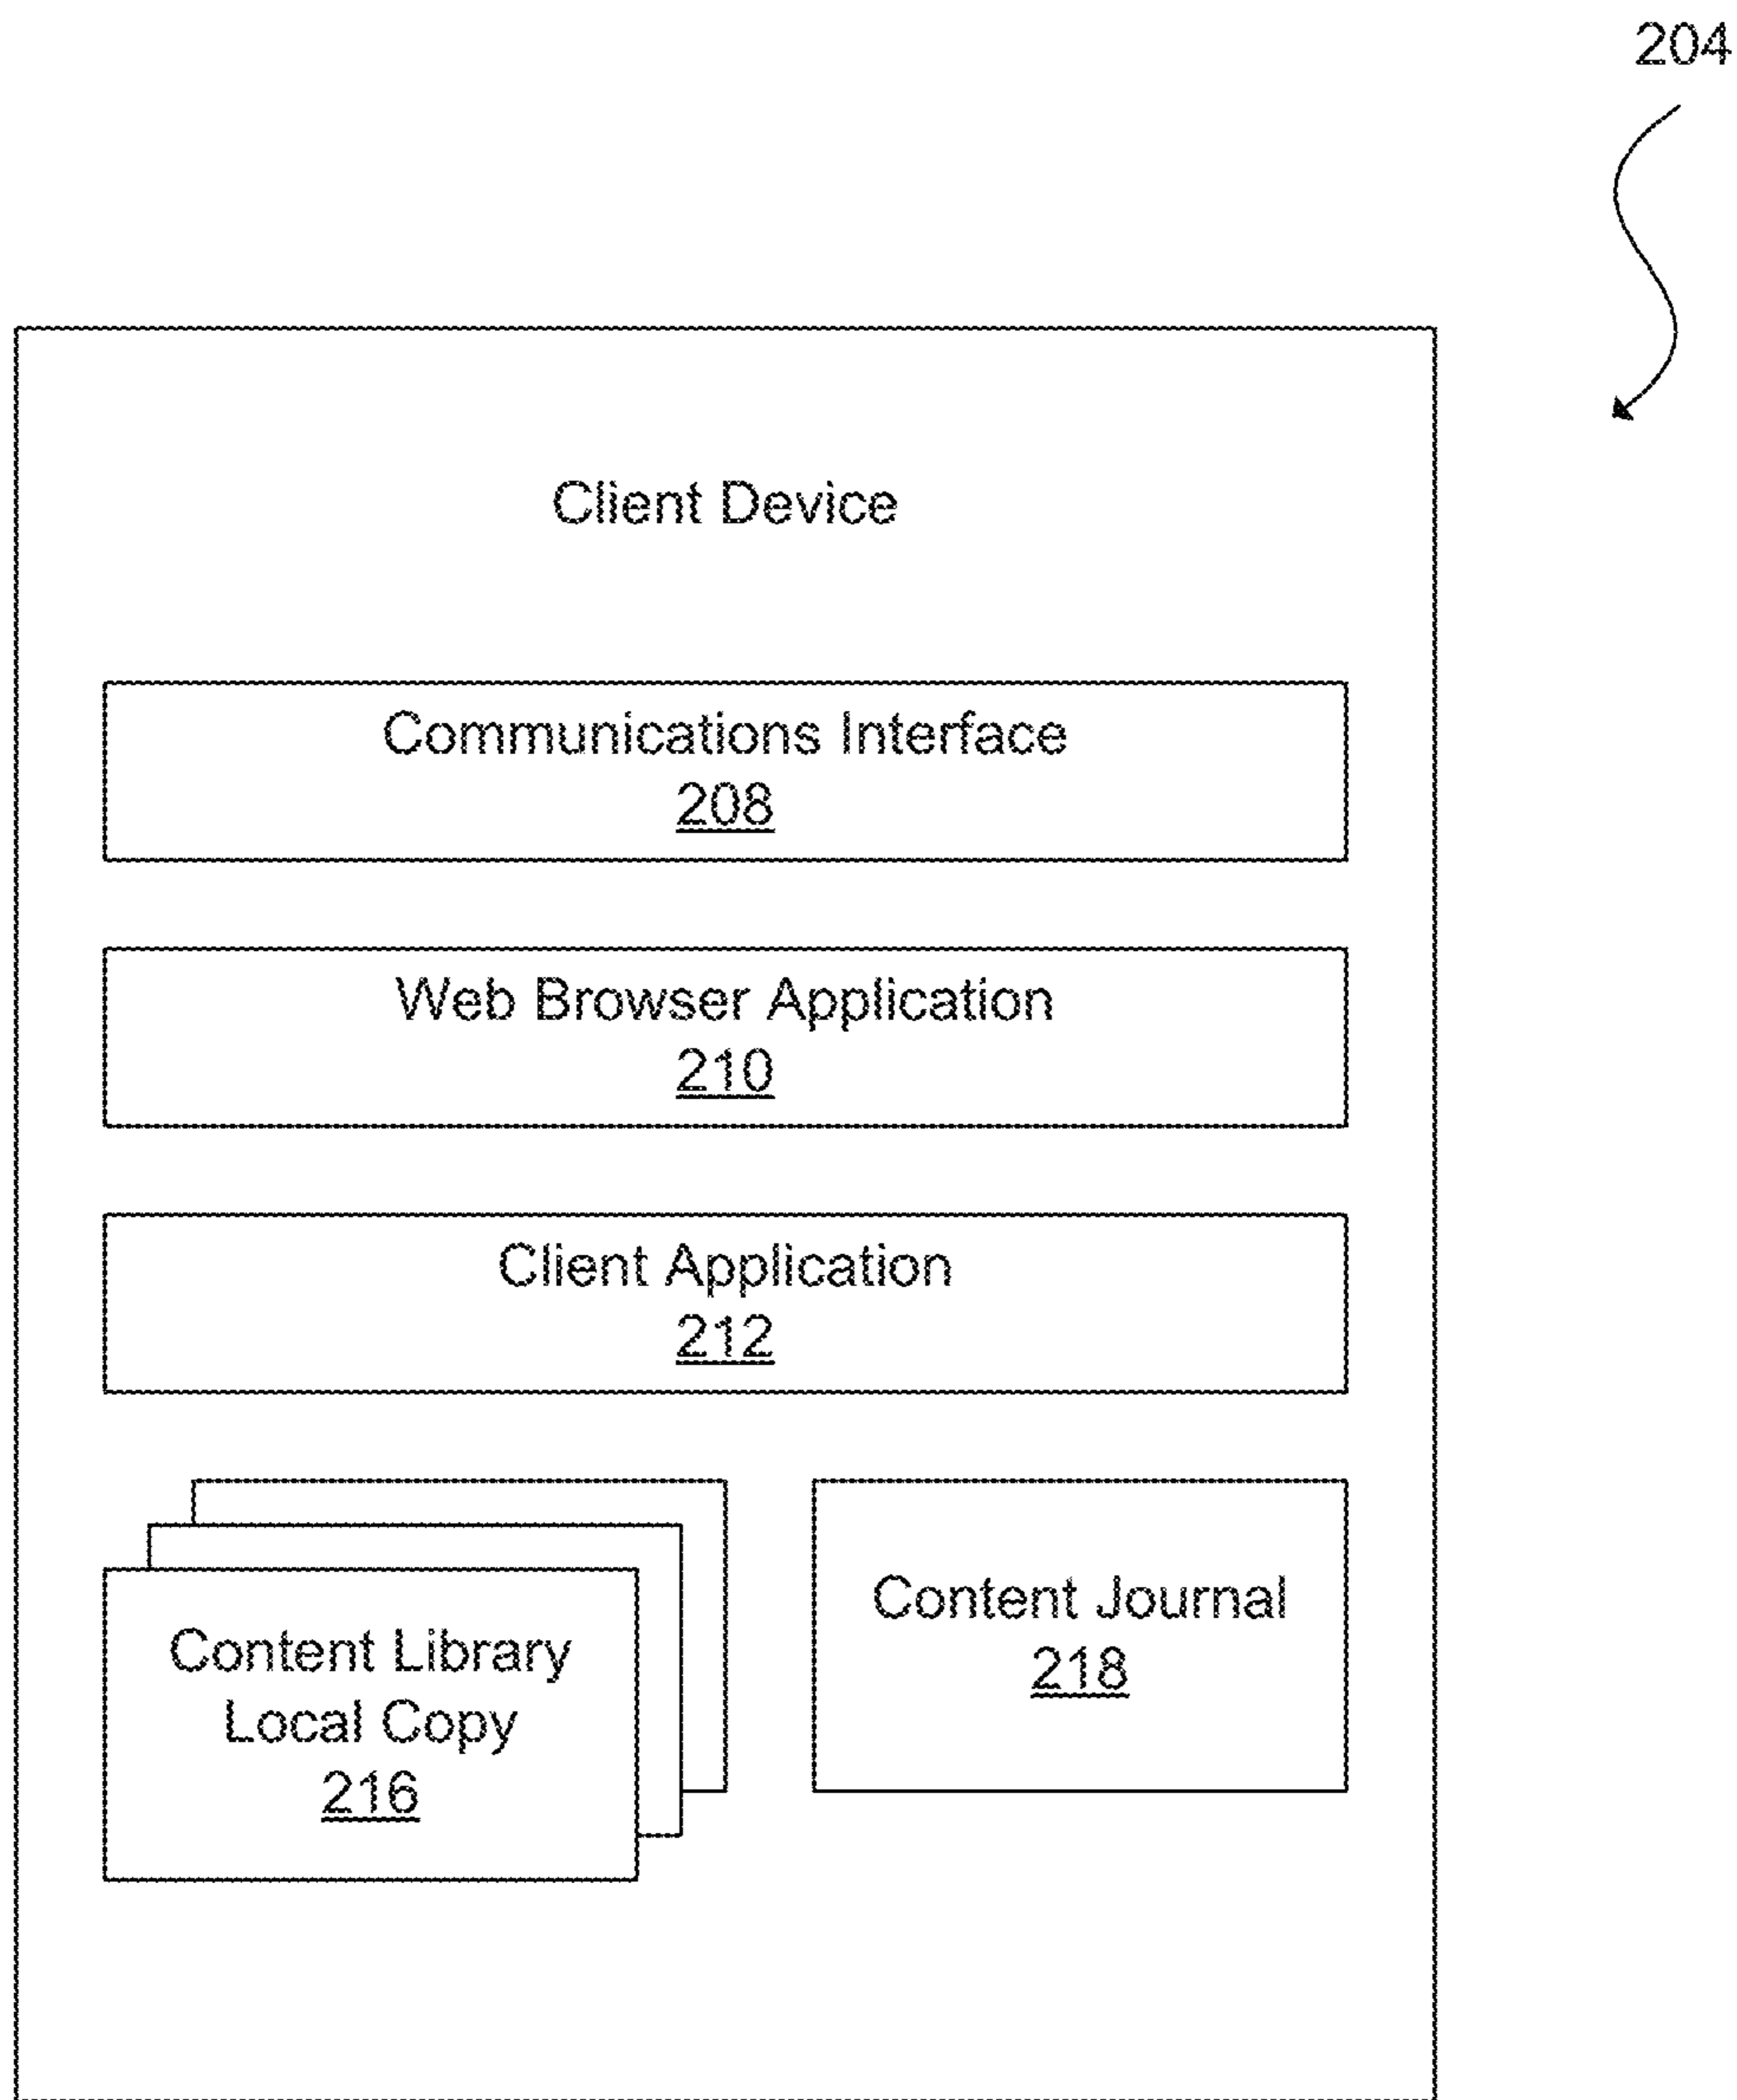 204
Client Device
Communications Interface
208
Web Browser Application
210
Client Application
212
Content Library
Local Copy
216
Content Journal
218